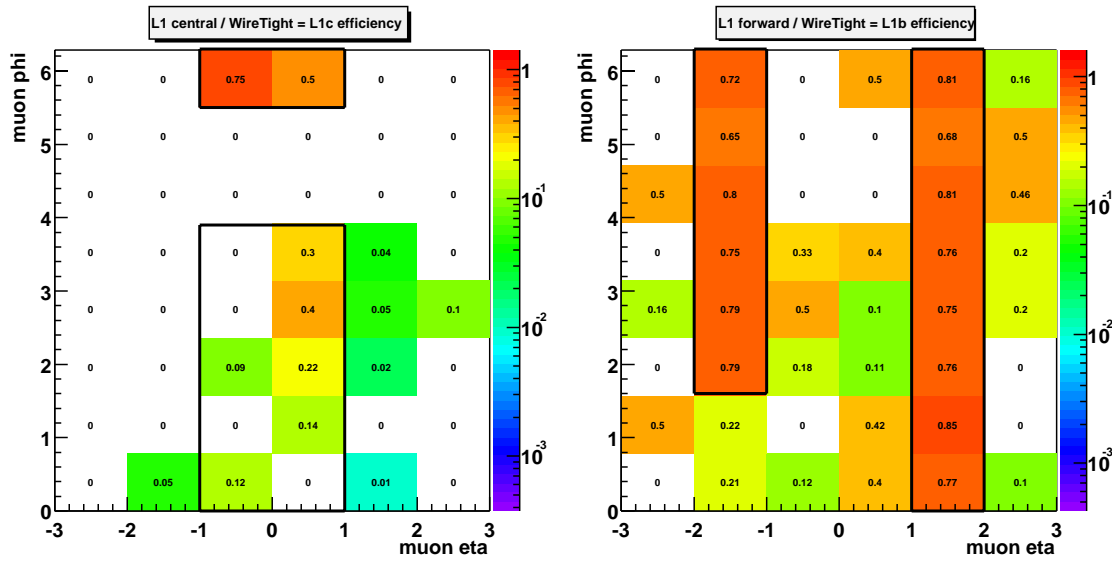 L1 central / WireTight = L1c efficiency
muon phi
6
5
4
3
2
1
0
0 0 0.75 0.5 0 0
0 0 0 0 0 0
0 0 0 0 0 0
0 0 0 0.3 0.04 0
0 0 0 0.4 0.05 0.1
0 0 0.09 0.22 0.02 0
0 0 0 0.14 0 0
0 0.05 0.12 0 0.01 0
-3 -2 -1 0 1 2 3
muon eta
1
10-1
10-2
10-3
L1 forward / WireTight = L1b efficiency
muon phi
6
5
4
3
2
1
0
0 0.72 0 0.5 0.81 0.16
0 0.65 0 0 0.68 0.5
0.5 0.8 0 0 0.81 0.46
0 0.75 0.33 0.4 0.76 0.2
0.16 0.79 0.5 0.1 0.75 0.2
0 0.79 0.18 0.11 0.76 0
0.5 0.22 0 0.42 0.85 0
0 0.21 0.12 0.4 0.77 0.1
-3 -2 -1 0 1 2 3
muon eta
1
10-1
10-2
10-3